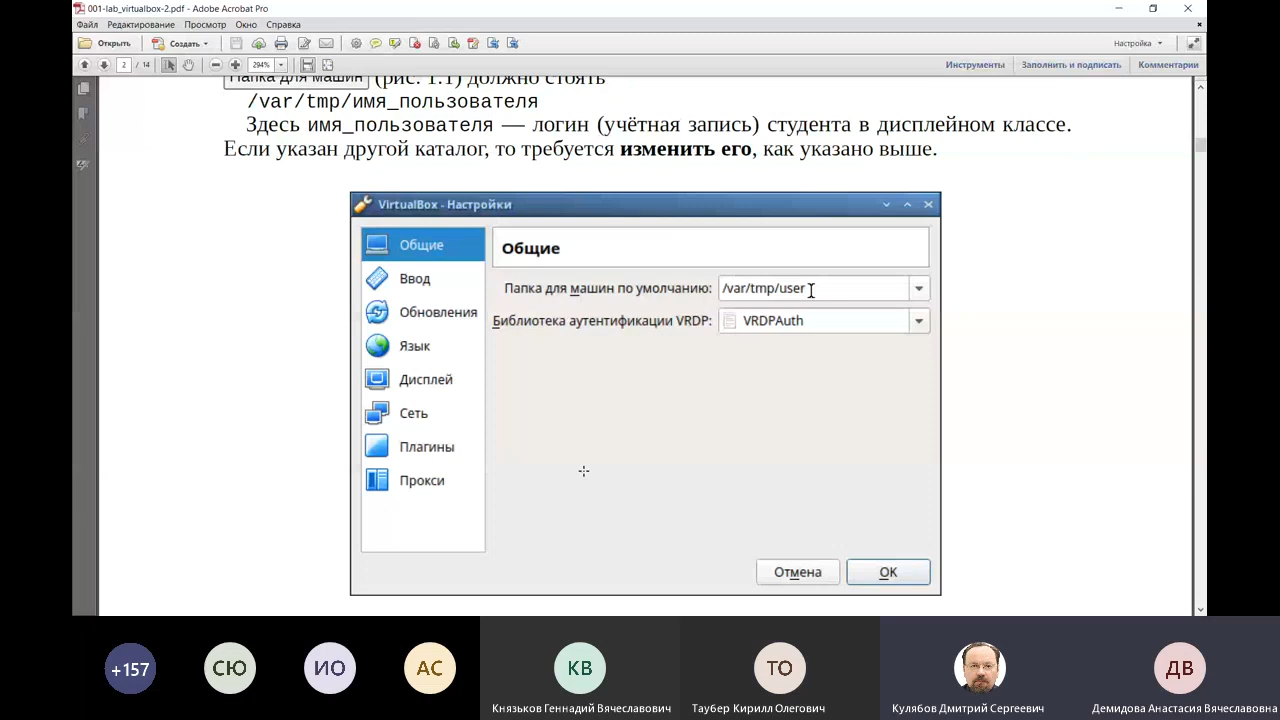 001-lab_virtualbox-2.pdf - Adobe Acrobat Pro
Файл Редактирование Просмотр Окно Справка
Открыть Создать Настройка
2 / 14 294% Инструменты Заполнить и подписать Комментарии
Папка для машин (рис. 1.1) должно стоять
/var/tmp/имя_пользователя
Здесь имя_пользователя — логин (учётная запись) студента в дисплейном классе.
Если указан другой каталог, то требуется изменить его, как указано выше.
VirtualBox - Настройки
Общие
Ввод
Обновления
Язык
Дисплей
Сеть
Плагины
Прокси
Общие
Папка для машин по умолчанию: /var/tmp/user
Библиотека аутентификации VRDP: VRDPAuth
Отмена OK
+157 СЮ ИО АС КВ ТО ДВ
Князьков Геннадий Вячеславович Таубер Кирилл Олегович Кулябов Дмитрий Сергеевич Демидова Анастасия Вячеславовна